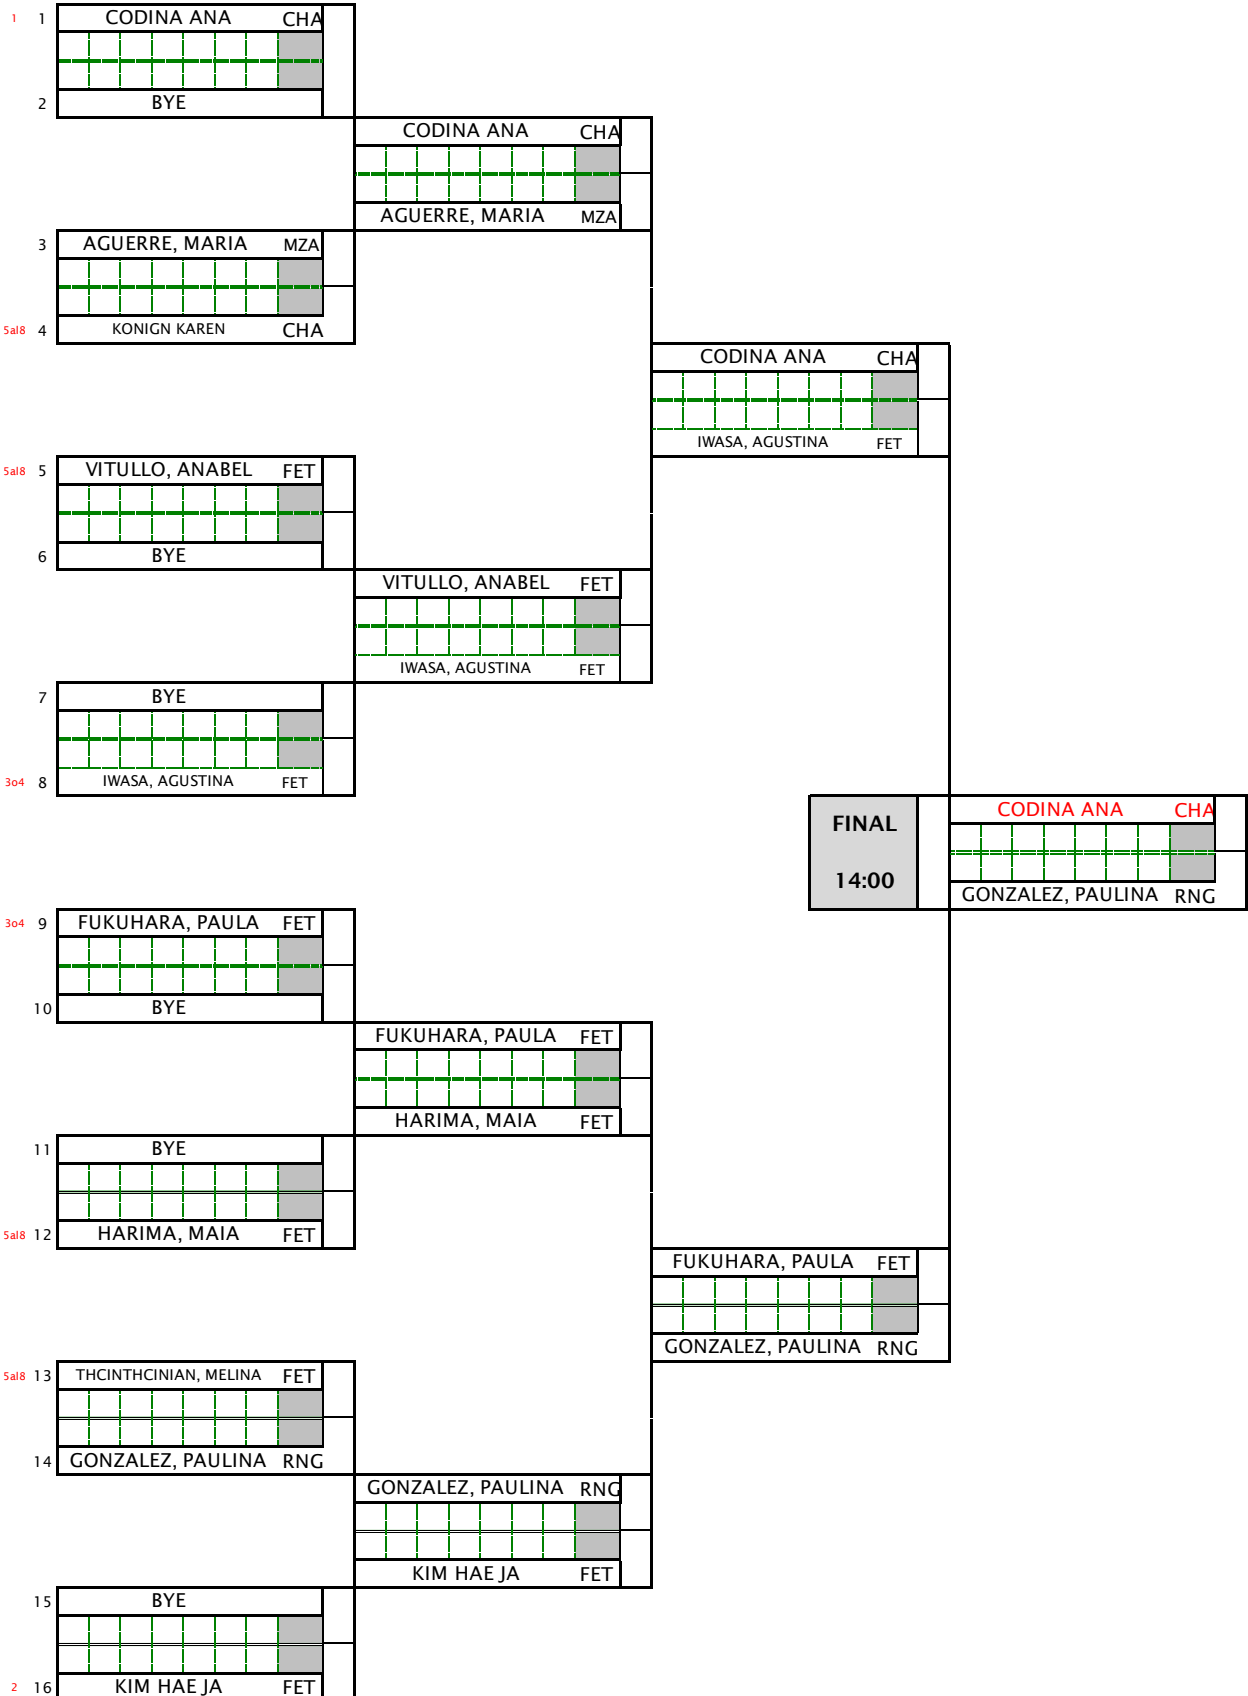 1 1 CODINA ANA CHA
2 BYE
CODINA ANA CHA
AGUERRE, MARIA MZA
3 AGUERRE, MARIA MZA
5al8 4 KONIGN KAREN CHA
CODINA ANA CHA
IWASA, AGUSTINA FET
5al8 5 VITULLO, ANABEL FET
6 BYE
VITULLO, ANABEL FET
IWASA, AGUSTINA FET
7 BYE
3o4 8 IWASA, AGUSTINA FET
FINAL
14:00
CODINA ANA CHA
GONZALEZ, PAULINA RNG
3o4 9 FUKUHARA, PAULA FET
10 BYE
FUKUHARA, PAULA FET
HARIMA, MAIA FET
11 BYE
5al8 12 HARIMA, MAIA FET
FUKUHARA, PAULA FET
GONZALEZ, PAULINA RNG
5al8 13 THCINTHCINIAN, MELINA FET
14 GONZALEZ, PAULINA RNG
GONZALEZ, PAULINA RNG
KIM HAE JA FET
15 BYE
2 16 KIM HAE JA FET